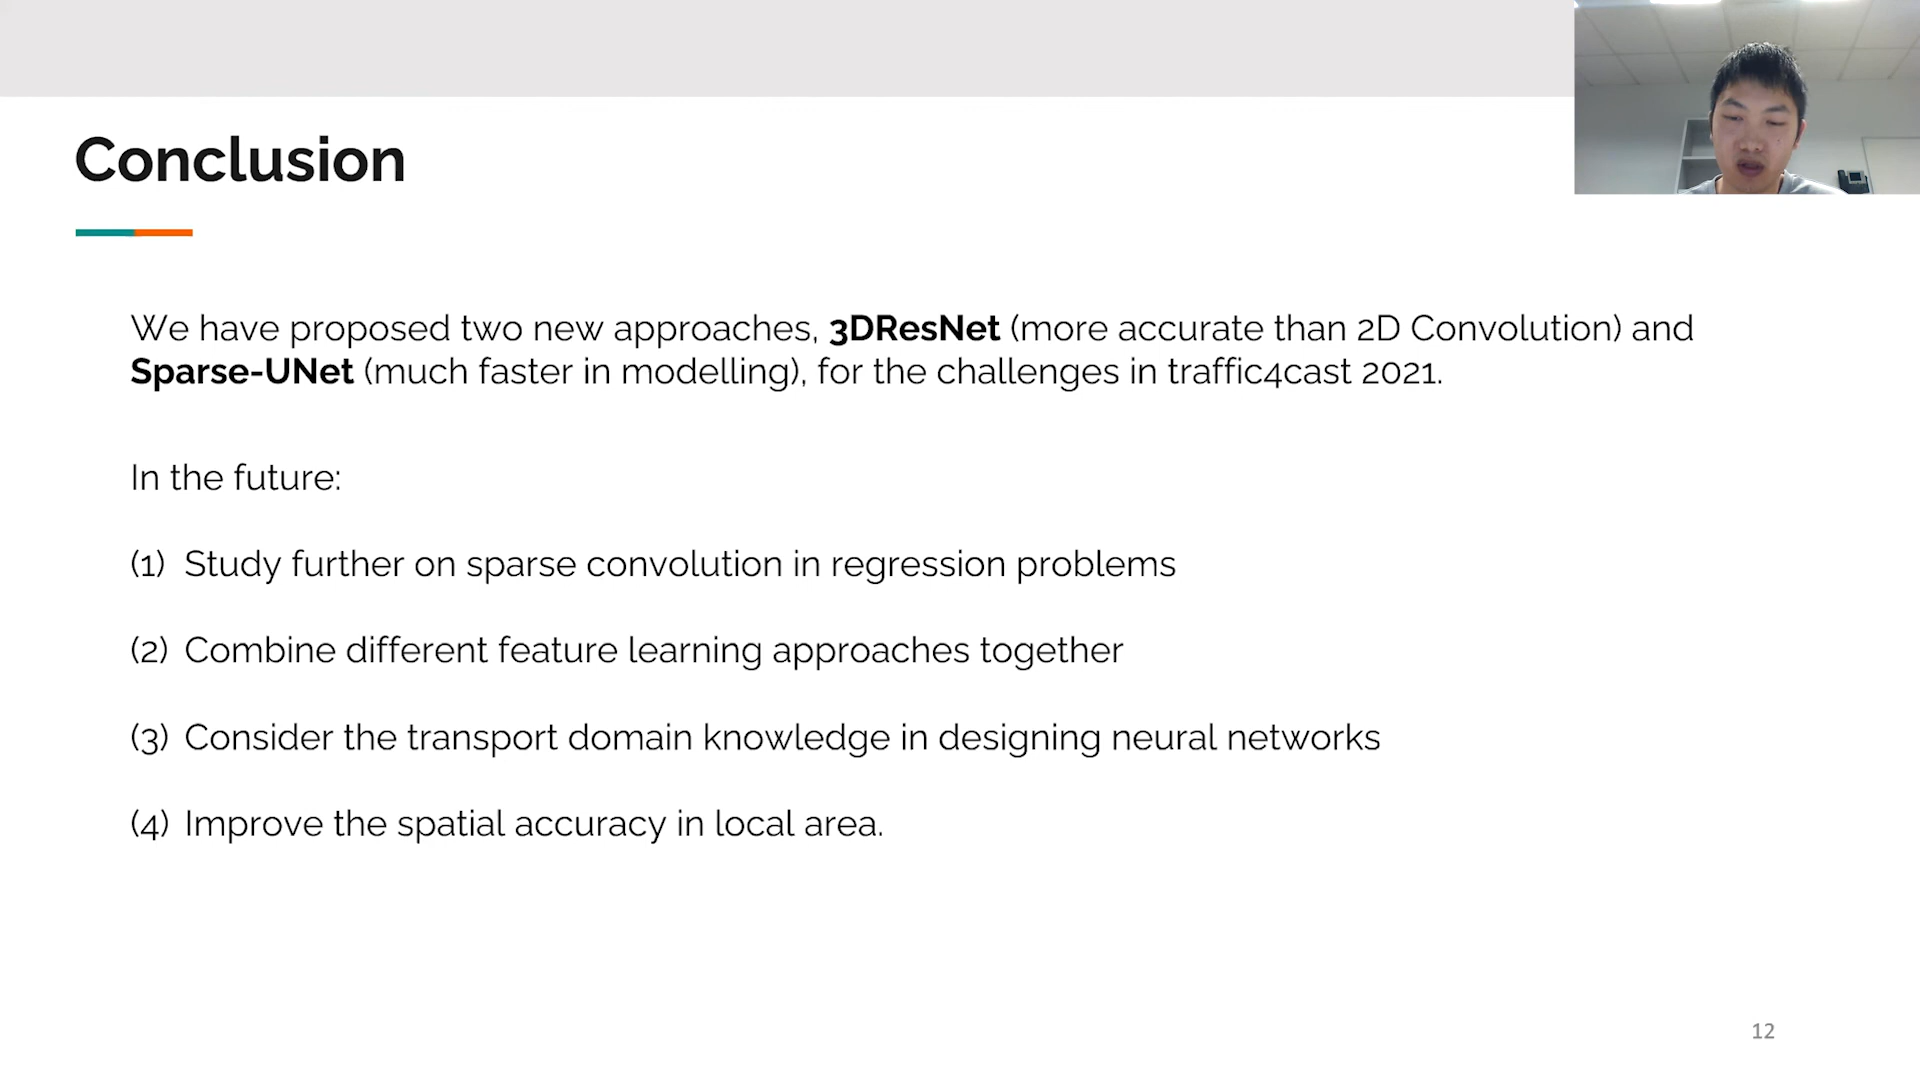 Conclusion
We have proposed two new approaches, 3DResNet (more accurate than 2D Convolution) and
Sparse-UNet (much faster in modelling), for the challenges in traffic4cast 2021.
In the future:
(1) Study further on sparse convolution in regression problems
(2) Combine different feature learning approaches together
(3) Consider the transport domain knowledge in designing neural networks
(4) Improve the spatial accuracy in local area.
12